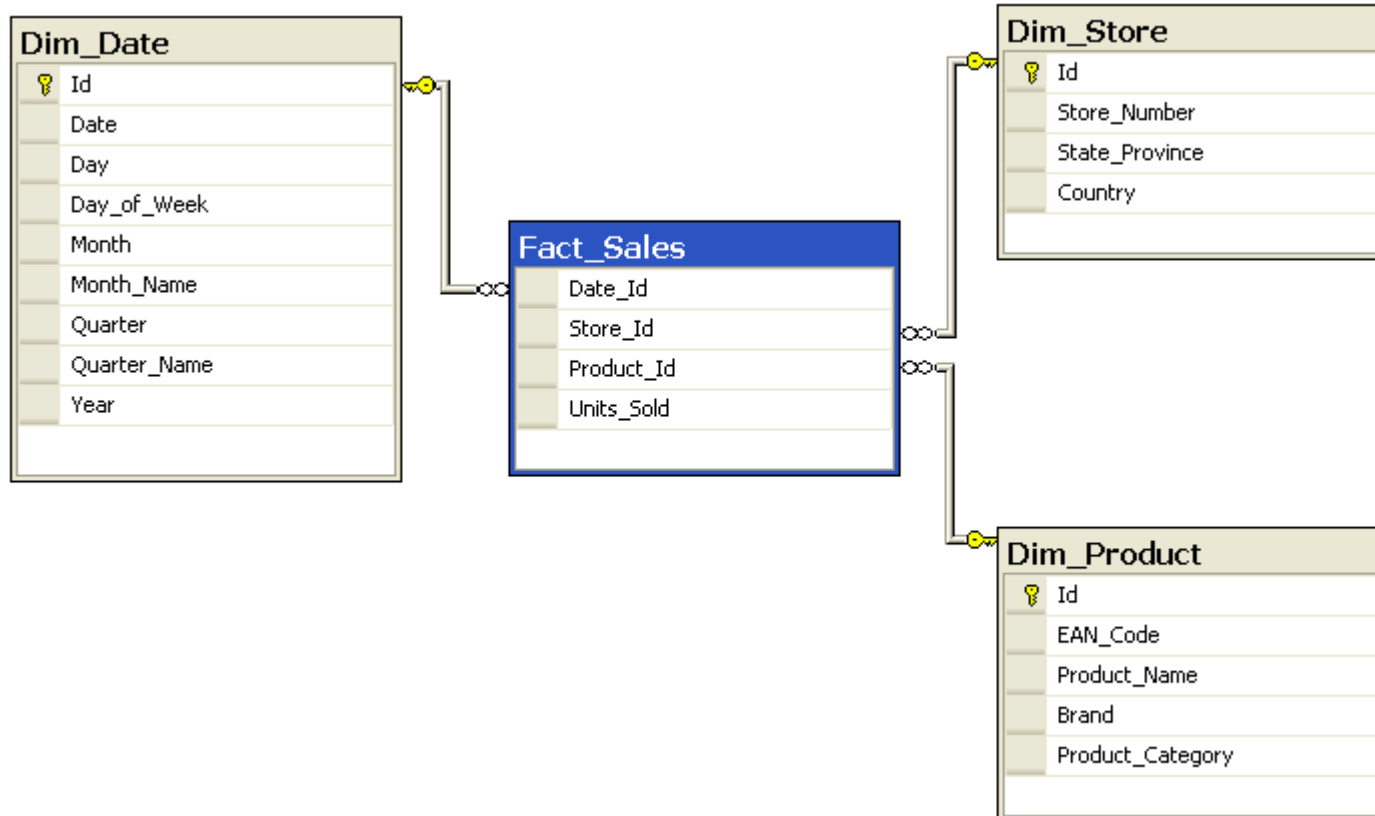 Dim_Date
Id
Date
Day
Day_of_Week
Month
Month_Name
Quarter
Quarter_Name
Year
Fact_Sales
Date_Id
Store_Id
Product_Id
Units_Sold
Dim_Store
Id
Store_Number
State_Province
Country
Dim_Product
Id
EAN_Code
Product_Name
Brand
Product_Category